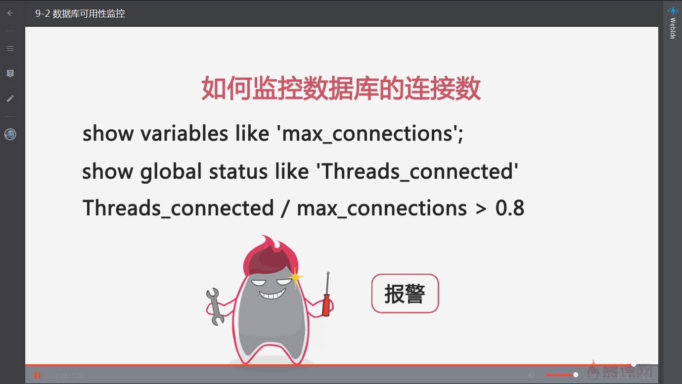 9-2 数据库可用性监控
WebIde
如何监控数据库的连接数
show variables like 'max_connections';
show global status like 'Threads_connected'
Threads_connected / max_connections > 0.8
报警